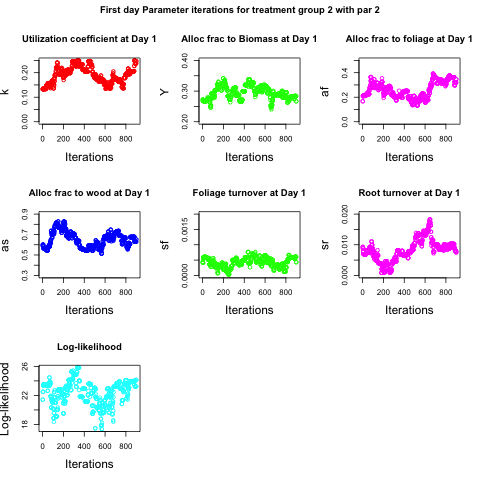 First day Parameter iterations for treatment group 2 with par 2
Utilization coefficient at Day 1
k
0.00 0.10 0.20
0 200 400 600 800
Iterations
Alloc frac to Biomass at Day 1
Y
0.20 0.30 0.40
0 200 400 600 800
Iterations
Alloc frac to foliage at Day 1
af
0.0 0.2 0.4
0 200 400 600 800
Iterations
Alloc frac to wood at Day 1
as
0.3 0.5 0.7 0.9
0 200 400 600 800
Iterations
Foliage turnover at Day 1
sf
0.0000 0.0015
0 200 400 600 800
Iterations
Root turnover at Day 1
sr
0.000 0.010 0.020
0 200 400 600 800
Iterations
Log-likelihood
Log-likelihood
18 22 26
0 200 400 600 800
Iterations